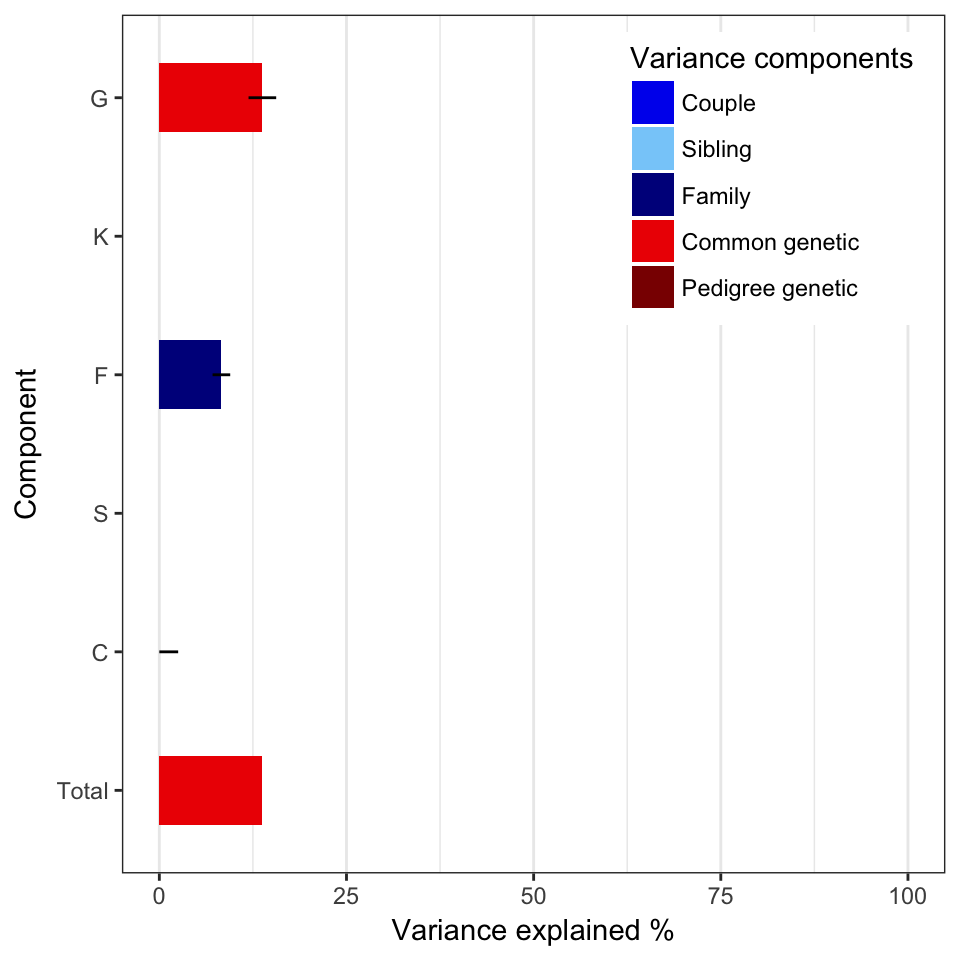 Variance components
Couple
Sibling
Family
Common genetic
Pedigree genetic
Component
G
K
F
S
C
Total
0 25 50 75 100
Variance explained %